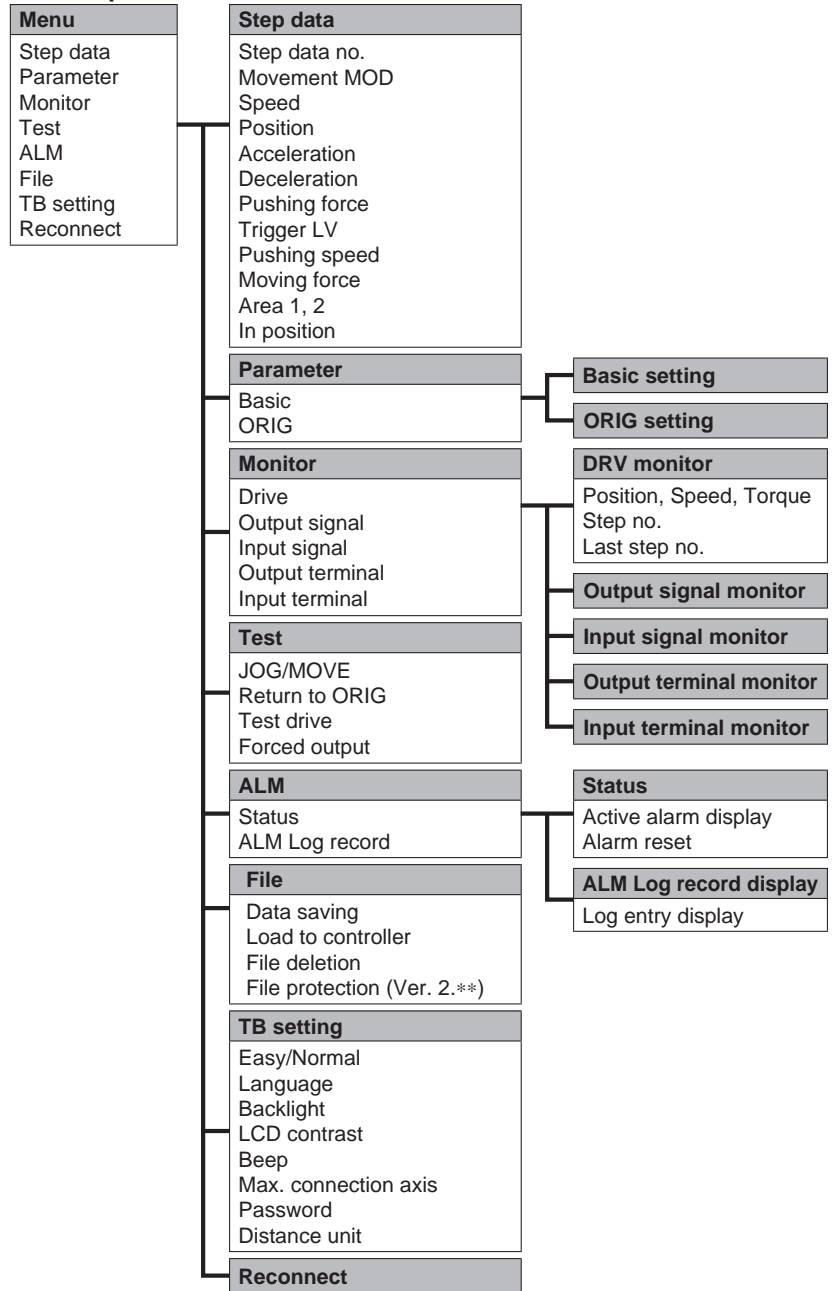 Menu
Step data
Parameter
Monitor
Test
ALM
File
TB setting
Reconnect
Step data
Step data no.
Movement MOD
Speed
Position
Acceleration
Deceleration
Pushing force
Trigger LV
Pushing speed
Moving force
Area 1, 2
In position
Parameter
Basic
ORIG
Basic setting
ORIG setting
Monitor
Drive
Output signal
Input signal
Output terminal
Input terminal
DRV monitor
Position, Speed, Torque
Step no.
Last step no.
Output signal monitor
Input signal monitor
Output terminal monitor
Input terminal monitor
Test
JOG/MOVE
Return to ORIG
Test drive
Forced output
ALM
Status
ALM Log record
Status
Active alarm display
Alarm reset
ALM Log record display
Log entry display
File
Data saving
Load to controller
File deletion
File protection (Ver. 2.∗∗)
TB setting
Easy/Normal
Language
Backlight
LCD contrast
Beep
Max. connection axis
Password
Distance unit
Reconnect